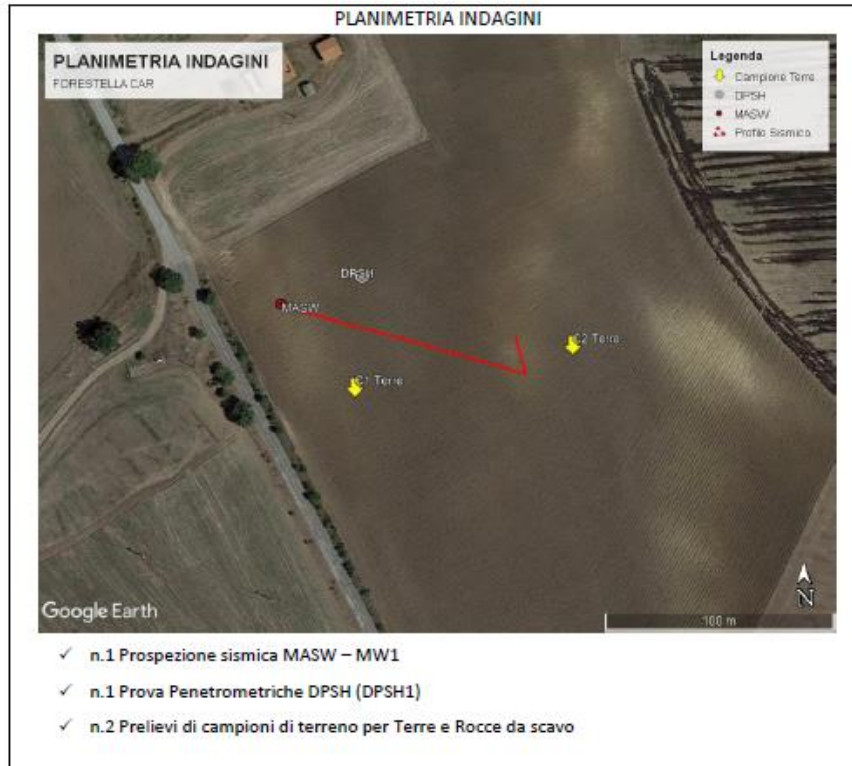 PLANIMETRIA INDAGINI
PLANIMETRIA INDAGINI
FORESTELLA CAR
Legenda
Campione Terre
DPSH
MASW
Profilo Sismico
DPSH
MASW
C2 Terre
C1 Terre
N
Google Earth
100 m
✓ n.1 Prospezione sismica MASW – MW1
✓ n.1 Prova Penetrometriche DPSH (DPSH1)
✓ n.2 Prelievi di campioni di terreno per Terre e Rocce da scavo